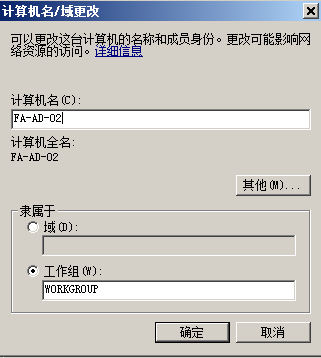 计算机名/域更改
可以更改这台计算机的名称和成员身份。更改可能影响网
络资源的访问。详细信息
计算机名(C):
FA-AD-02
计算机全名:
FA-AD-02
其他(M)...
隶属于
域(D):
工作组(W):
WORKGROUP
确定
取消